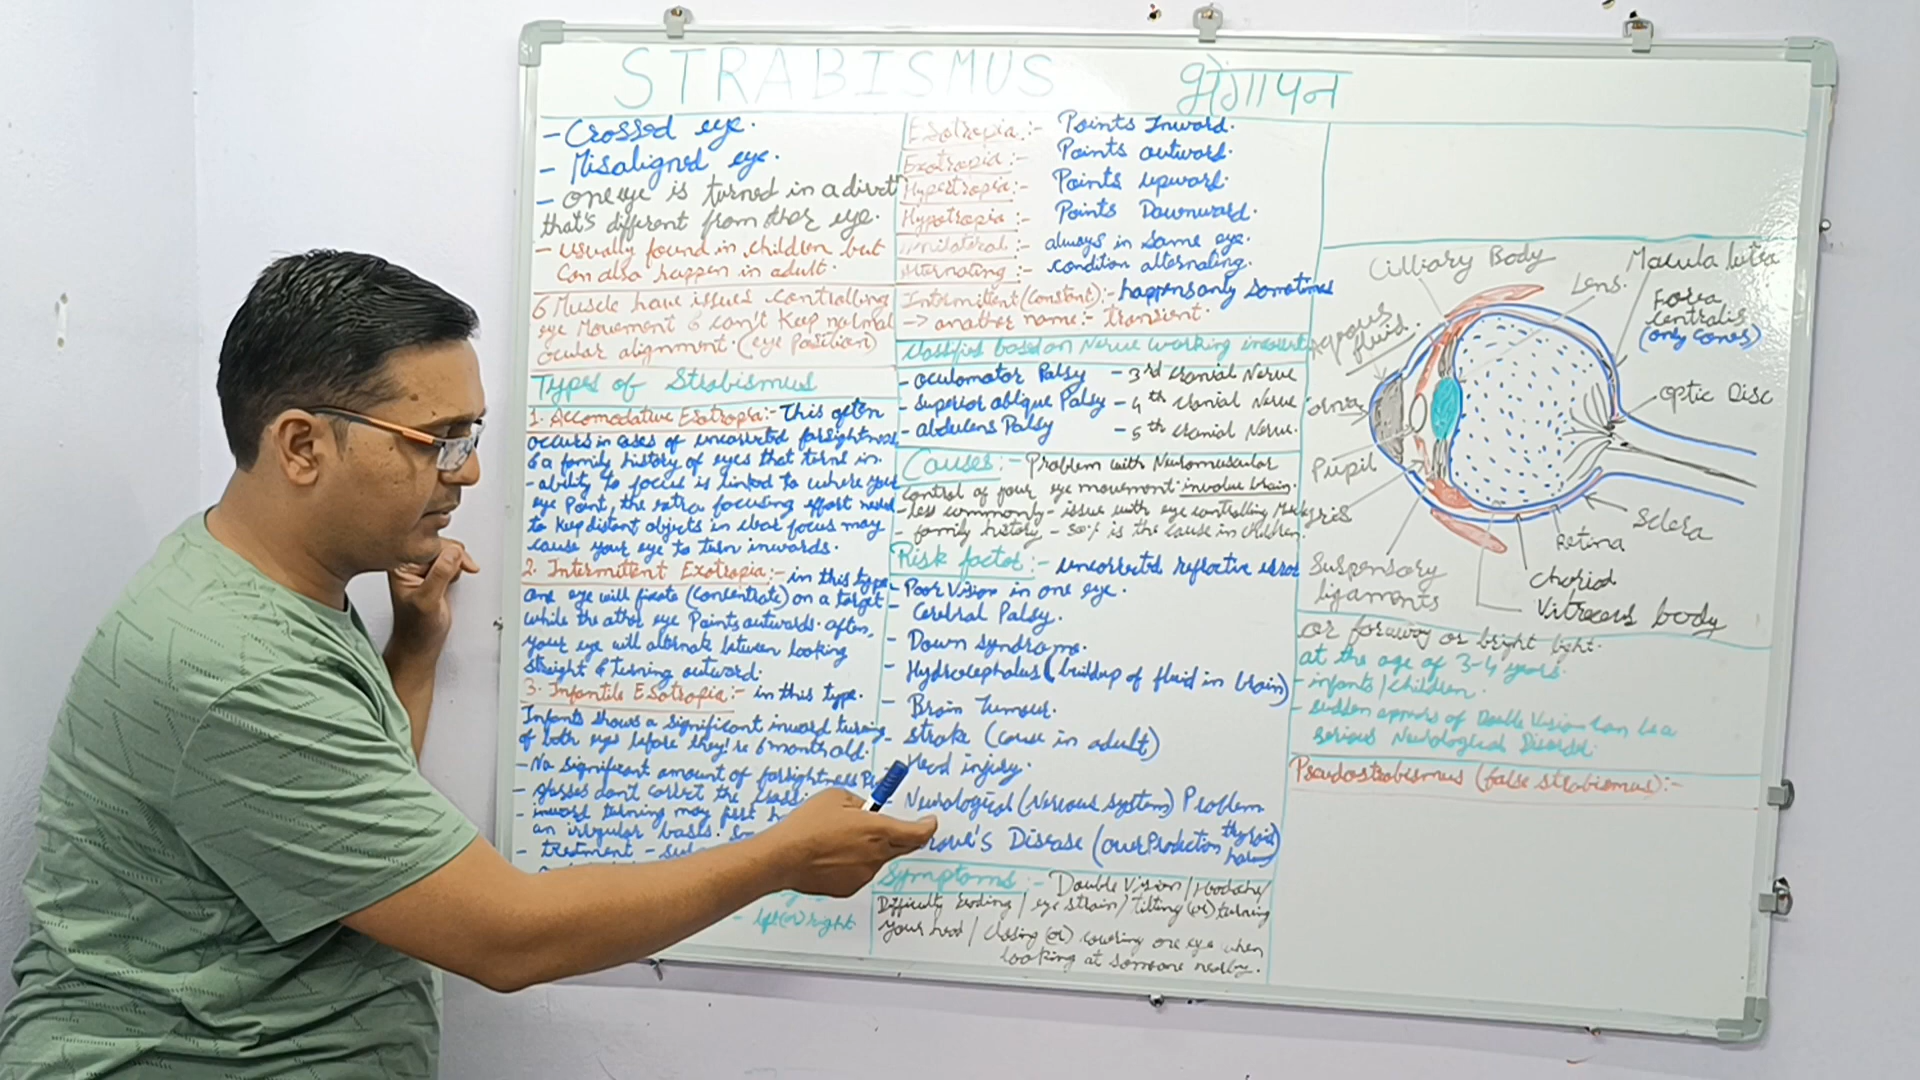 STRABISMUS भेंगापन
- Crossed eye.
- Misaligned eye.
- one eye is turned in a direct
that's different from other eye.
- usually found in children but
can also happen in adult.
6 Muscle have issues controlling
eye Movement & can't keep normal
ocular alignment. (eye Position)
Types of Strabismus
1. Accomodative Esotropia:- This often
occurs in cases of uncorrected farsightness
& a family history of eyes that turns in.
- ability to focus is linked to where your
eye Point, the extra focusing effort need
to keep distant objects in clear focus may
cause your eye to turn inwards.
2. Intermittent Exotropia:- in this type
one eye will fixate (concentrate) on a target
while the other eye Points outwards. often,
your eye will alternate between looking
straight & turning outward.
3. Infantile Esotropia:- in this type.
Infants shows a significant inward turning
of both eyes before they're 6 month old.
- No significant amount of farsightness
- glasses don't correct the
- inward turning may first
an irregular basis.
- treatment -
- left (or) right
Esotropia:- Points Inward.
Exotropia:- Points outward.
Hypertropia:- Points upward.
Hypotropia:- Points Downward.
Unilateral:- always in same eye.
Alternating:- condition alternating.
Intermittent (constant):- happens only sometimes
-> another name:- transient.
Classifies based on Nerve working incorrect
- oculomotor Palsy - 3rd cranial Nerve
- superior oblique Palsy - 4th cranial Nerve
- abducens Palsy - 5th cranial Nerve.
Causes:- Problem with Neuromuscular
control of your eye movement involve brain.
- less commonly - issue with eye controlling
- family history - 30% is the cause in children.
Risk factor:- uncorrected reflective error
- Poor Vision in one eye.
- Cerebral Palsy.
- Down syndrome.
- Hydrocephalus (buildup of fluid in brain)
- Brain Tumour.
- stroke (cause in adult)
Head injury.
- Neurological (Nervous system) Problem
Disease (over Production thyroid
Symptoms:- Double Vision / Headache/
Difficulty Reading / eye strain / tilting (or) turning
your head / closing (or) covering one eye when
looking at someone nearby.
Cilliary Body
Macula lutea
Lens.
Fovea
centralis
(only cones)
Aqueous
fluid.
Optic Disc
Pupil
Sclera
Retina
Suspensory
ligaments
Choriod
Vitreous body
or faraway or bright light.
at the age of 3-4 years.
- infants / children.
- sudden appears of Double Vision can be a
serious Neurological Disorder.
Pseudostrabismus (false strabismus):-